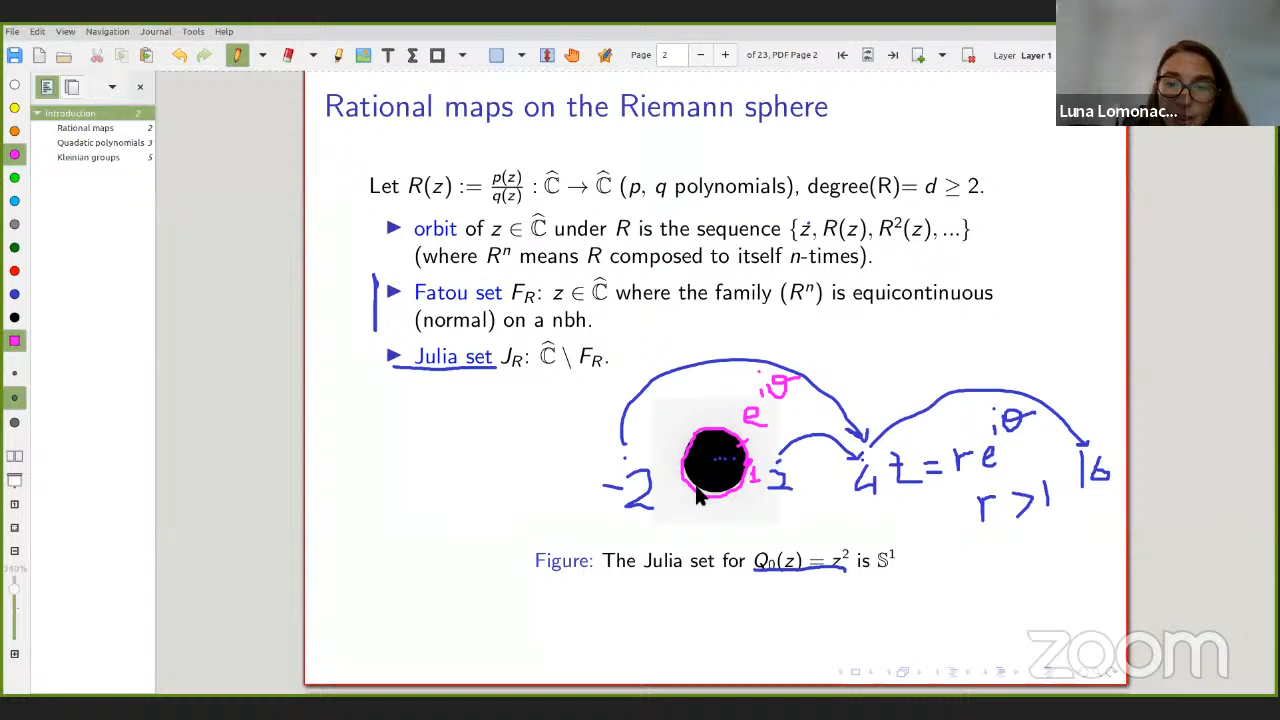 File Edit View Navigation Journal Tools Help
Page 2 of 23, PDF Page 2 Layer Layer 1
Luna Lomonac...
Introduction 2
Rational maps 2
Quadratic polynomials 3
Kleinian groups 5
340%
Rational maps on the Riemann sphere
Let R(z) := p(z)/q(z) : Ĉ → Ĉ (p, q polynomials), degree(R)= d ≥ 2.
▶ orbit of z ∈ Ĉ under R is the sequence {z, R(z), R²(z), ...}
(where Rⁿ means R composed to itself n-times).
▶ Fatou set F_R: z ∈ Ĉ where the family (Rⁿ) is equicontinuous
(normal) on a nbh.
▶ Julia set J_R: Ĉ \ F_R.
e^{iθ}
-2 1 2 4 z = r e^{iθ} 16
r > 1
Figure: The Julia set for Q₀(z) = z² is 𝕊¹
zoom